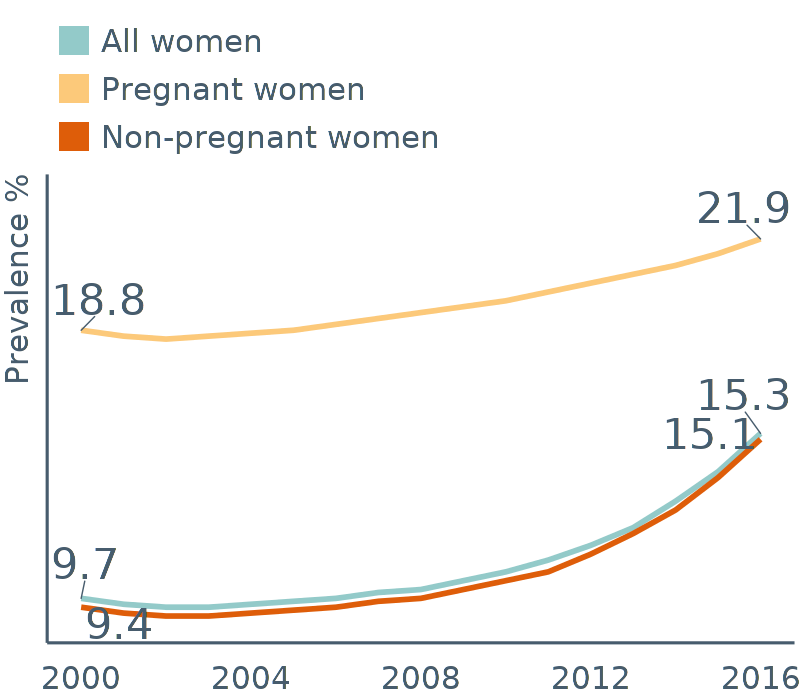 All women
Pregnant women
Non-pregnant women
Prevalence %
21.9
18.8
15.3
15.1
9.7
9.4
2000 2004 2008 2012 2016